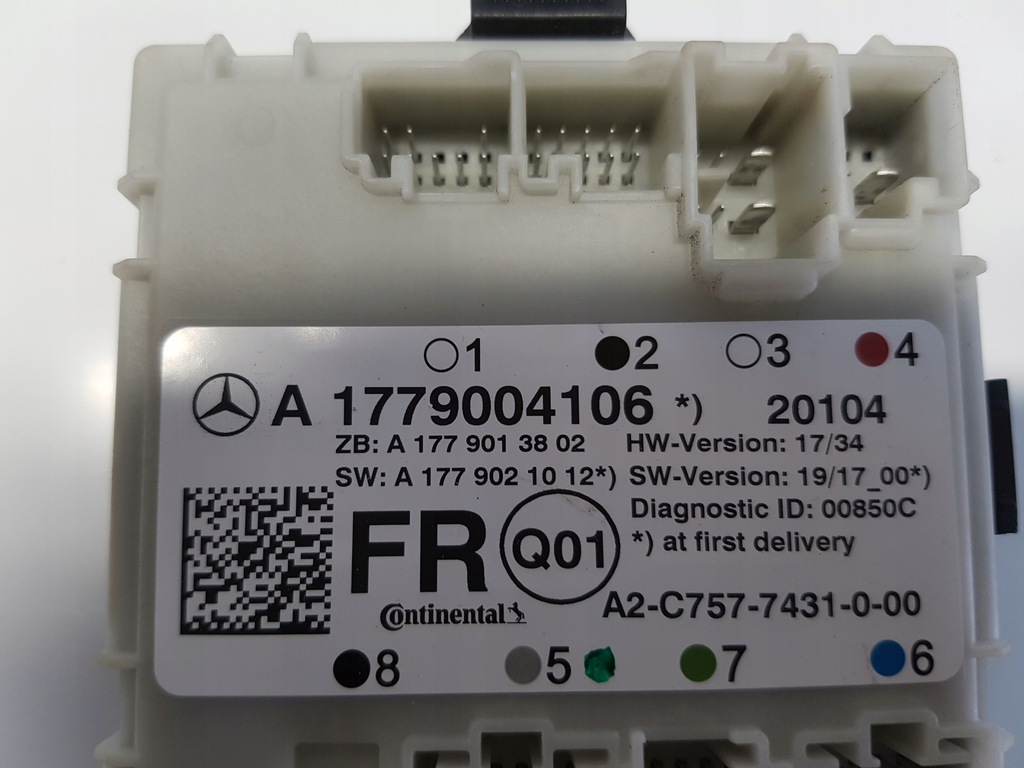 1 2 3 4
A 1779004106 *) 20104
ZB: A 177 901 38 02 HW-Version: 17/34
SW: A 177 902 10 12*) SW-Version: 19/17_00*)
Diagnostic ID: 00850C
FR Q01 *) at first delivery
Continental A2-C757-7431-0-00
8 5 7 6